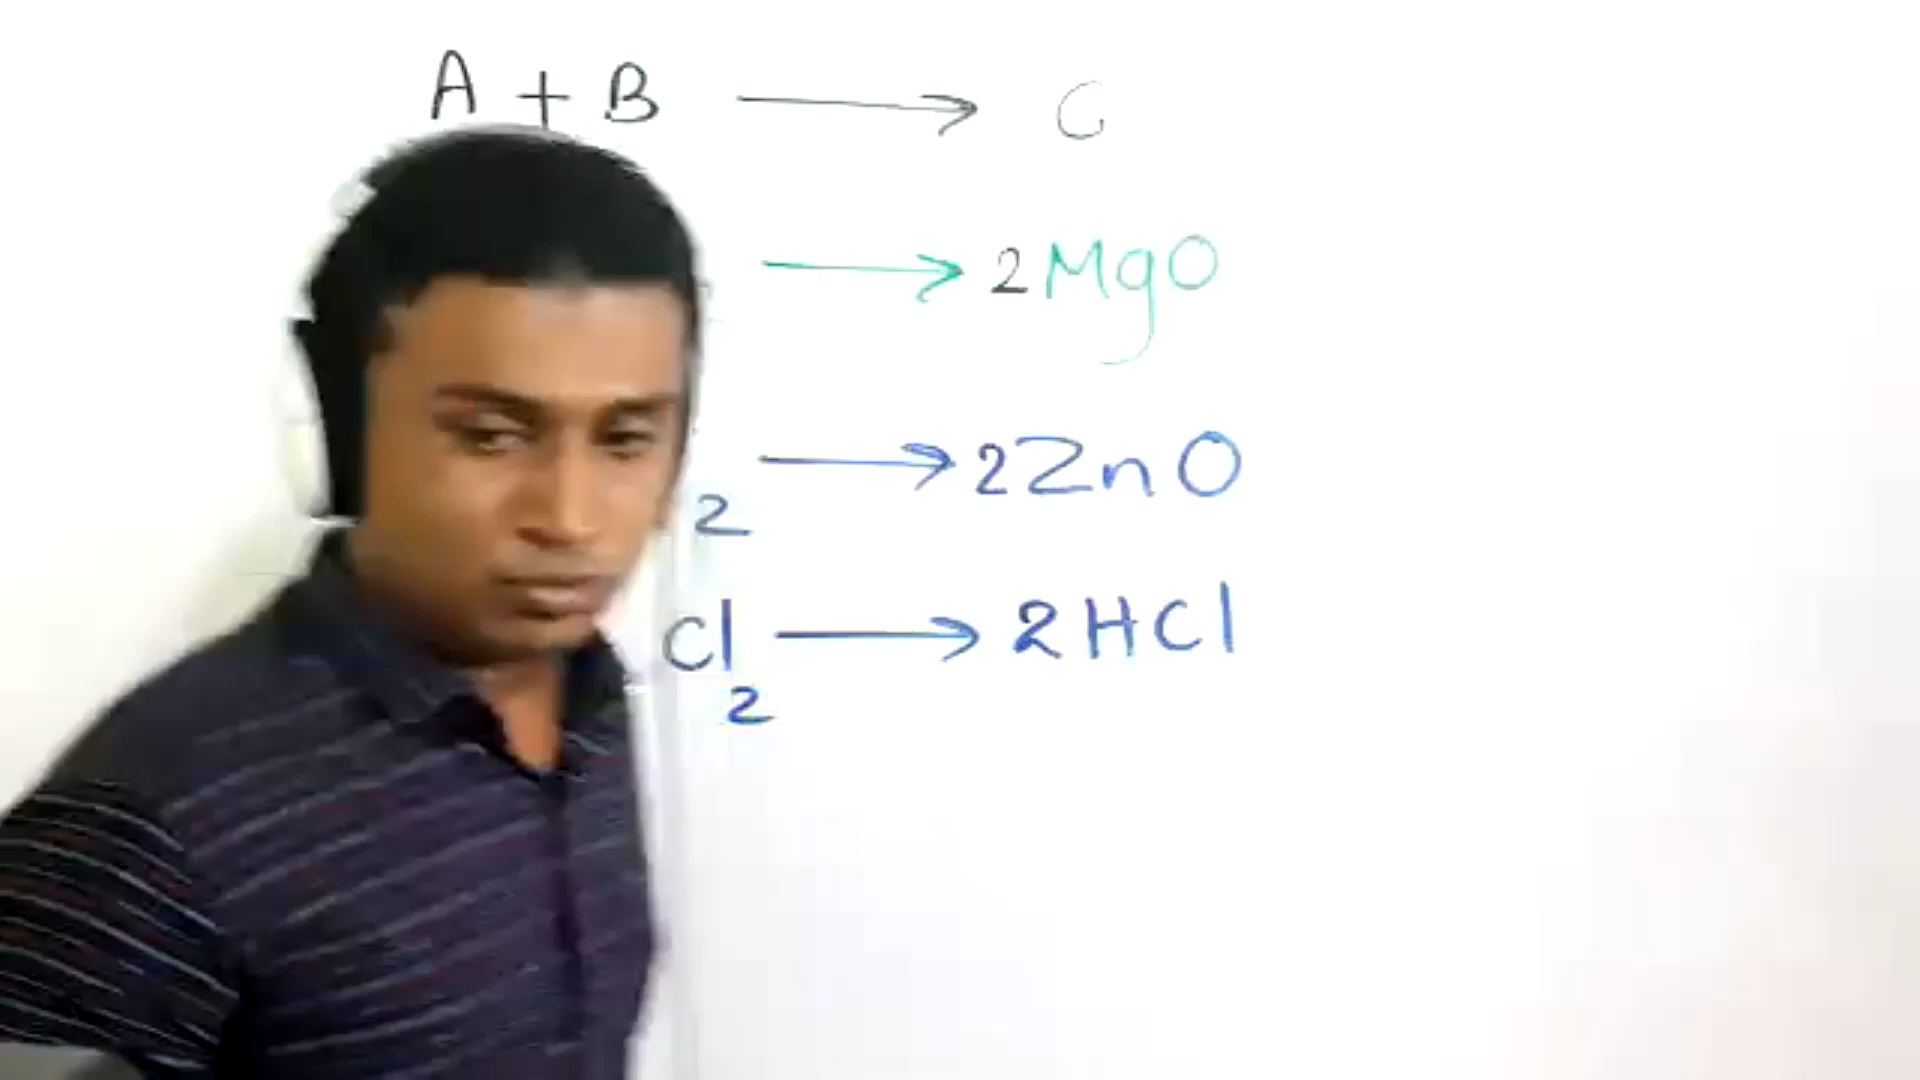 A + B → C
→ 2MgO
₂ → 2ZnO
Cl₂ → 2HCl